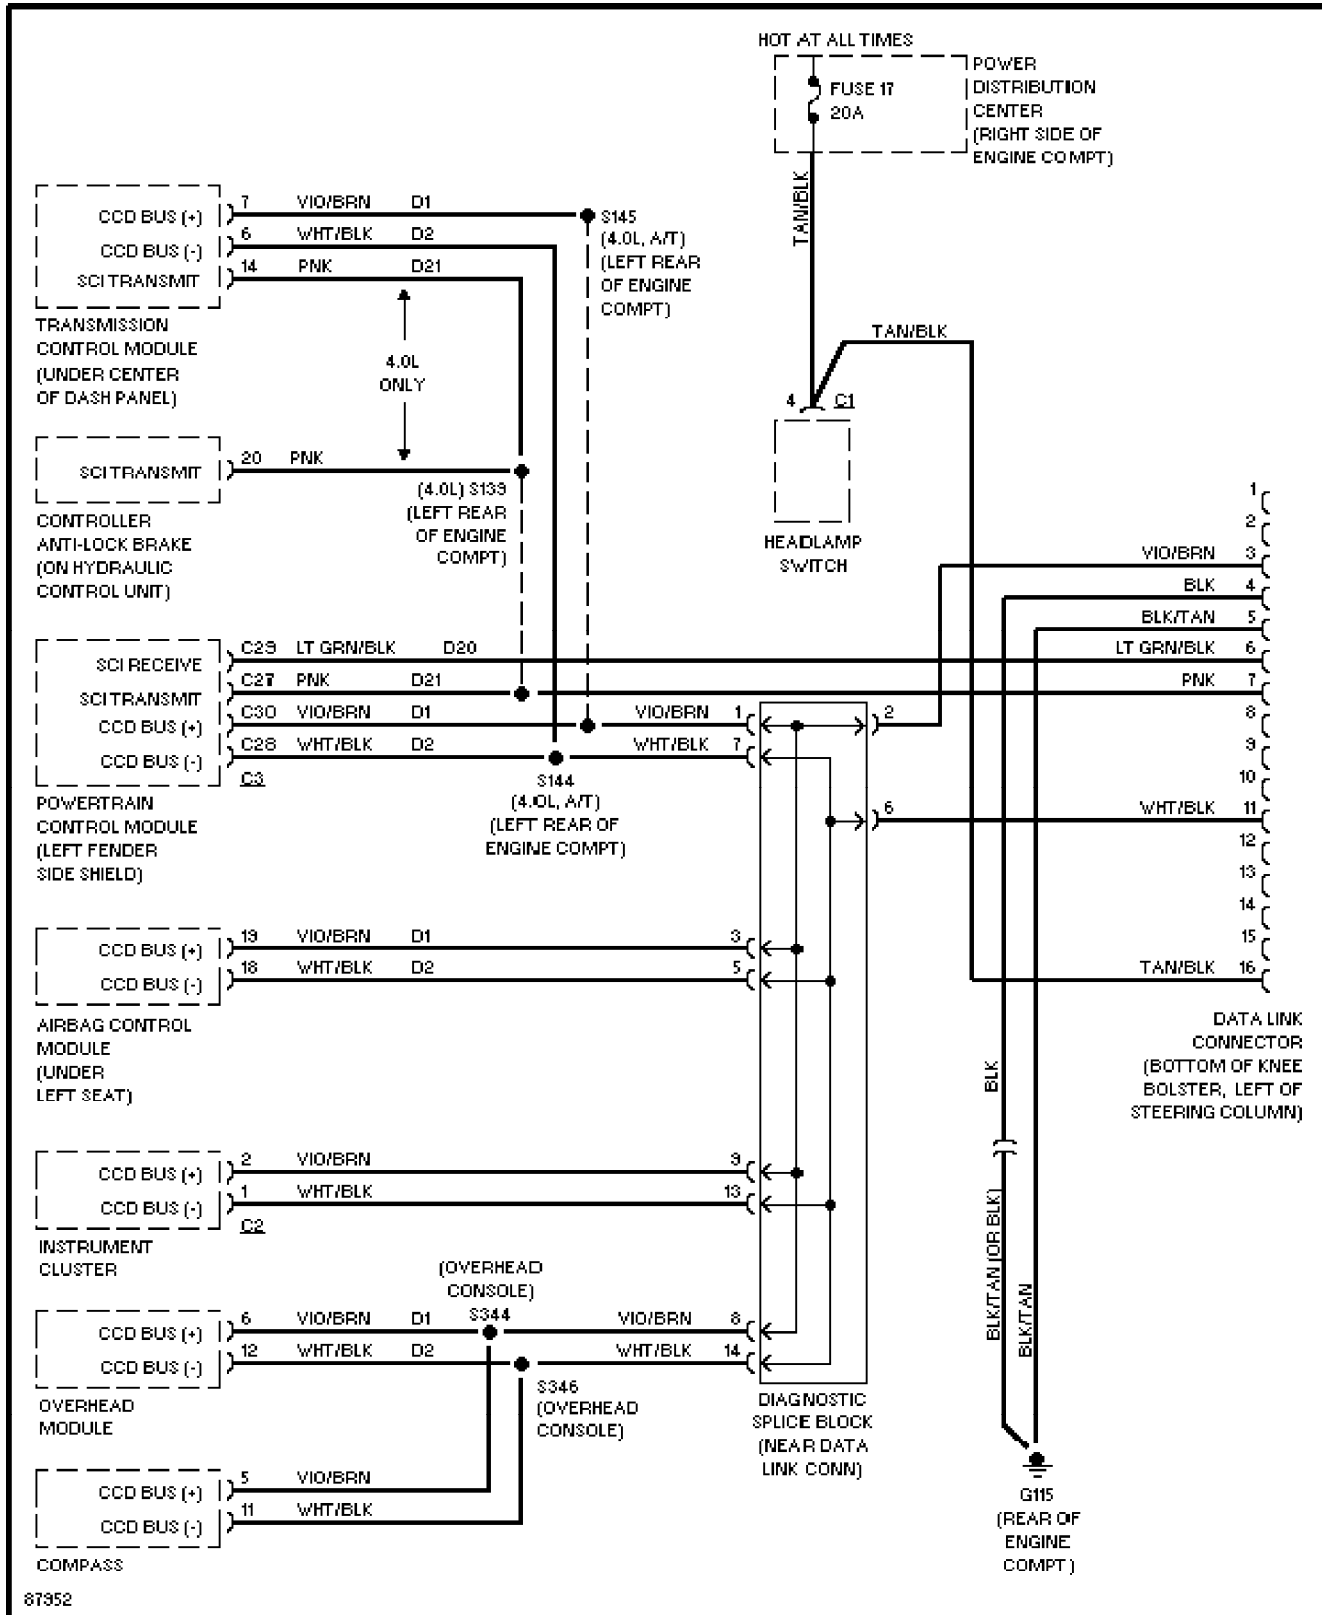 HOT AT ALL TIMES
FUSE 17
20A
POWER
DISTRIBUTION
CENTER
(RIGHT SIDE OF
ENGINE COMPT)
TAN/BLK
CCD BUS (+)
CCD BUS (-)
SCI TRANSMIT
7 VIO/BRN D1
6 WHT/BLK D2
14 PNK D21
TRANSMISSION
CONTROL MODULE
(UNDER CENTER
OF DASH PANEL)
S145
(4.0L, A/T)
(LEFT REAR
OF ENGINE
COMPT)
4.0L
ONLY
TAN/BLK
4 C1
HEADLAMP
SWITCH
SCI TRANSMIT
20 PNK
CONTROLLER
ANTI-LOCK BRAKE
(ON HYDRAULIC
CONTROL UNIT)
(4.0L) S139
(LEFT REAR
OF ENGINE
COMPT)
SCI RECEIVE
SCI TRANSMIT
CCD BUS (+)
CCD BUS (-)
C29 LT GRN/BLK D20
C27 PNK D21
C30 VIO/BRN D1
C28 WHT/BLK D2
C3
POWERTRAIN
CONTROL MODULE
(LEFT FENDER
SIDE SHIELD)
VIO/BRN 1
WHT/BLK 7
2
6
S144
(4.0L, A/T)
(LEFT REAR OF
ENGINE COMPT)
1
2
VIO/BRN 3
BLK 4
BLK/TAN 5
LT GRN/BLK 6
PNK 7
8
9
10
WHT/BLK 11
12
13
14
15
TAN/BLK 16
DATA LINK
CONNECTOR
(BOTTOM OF KNEE
BOLSTER, LEFT OF
STEERING COLUMN)
CCD BUS (+)
CCD BUS (-)
19 VIO/BRN D1 3
18 WHT/BLK D2 5
AIRBAG CONTROL
MODULE
(UNDER
LEFT SEAT)
BLK
CCD BUS (+)
CCD BUS (-)
2 VIO/BRN 9
1 WHT/BLK 13
C2
INSTRUMENT
CLUSTER
BLK/TAN (OR BLK)
BLK/TAN
(OVERHEAD
CONSOLE)
S344
CCD BUS (+)
CCD BUS (-)
6 VIO/BRN D1 VIO/BRN 8
12 WHT/BLK D2 WHT/BLK 14
OVERHEAD
MODULE
S346
(OVERHEAD
CONSOLE)
DIAGNOSTIC
SPLICE BLOCK
(NEAR DATA
LINK CONN)
CCD BUS (+)
CCD BUS (-)
5 VIO/BRN
11 WHT/BLK
COMPASS
G115
(REAR OF
ENGINE
COMPT)
87952